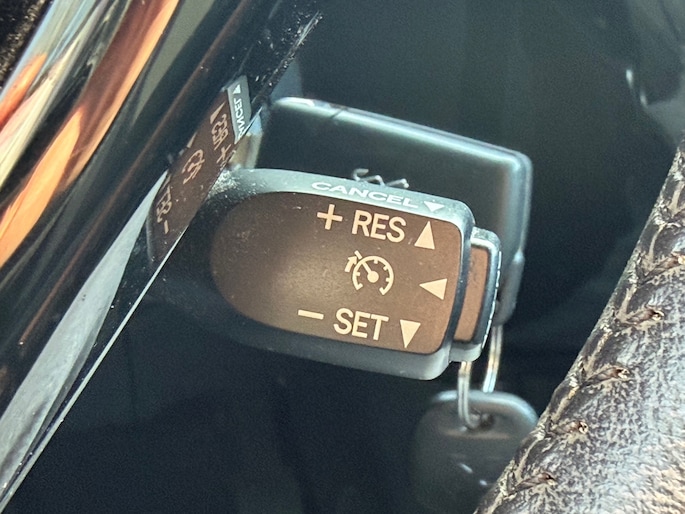 CANCEL ▼
+ RES ▲
◀
− SET ▼